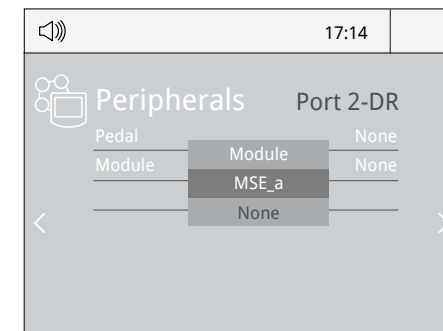 17:14
Peripherals Port 2-DR
Pedal None
Module None
Module
MSE_a
None